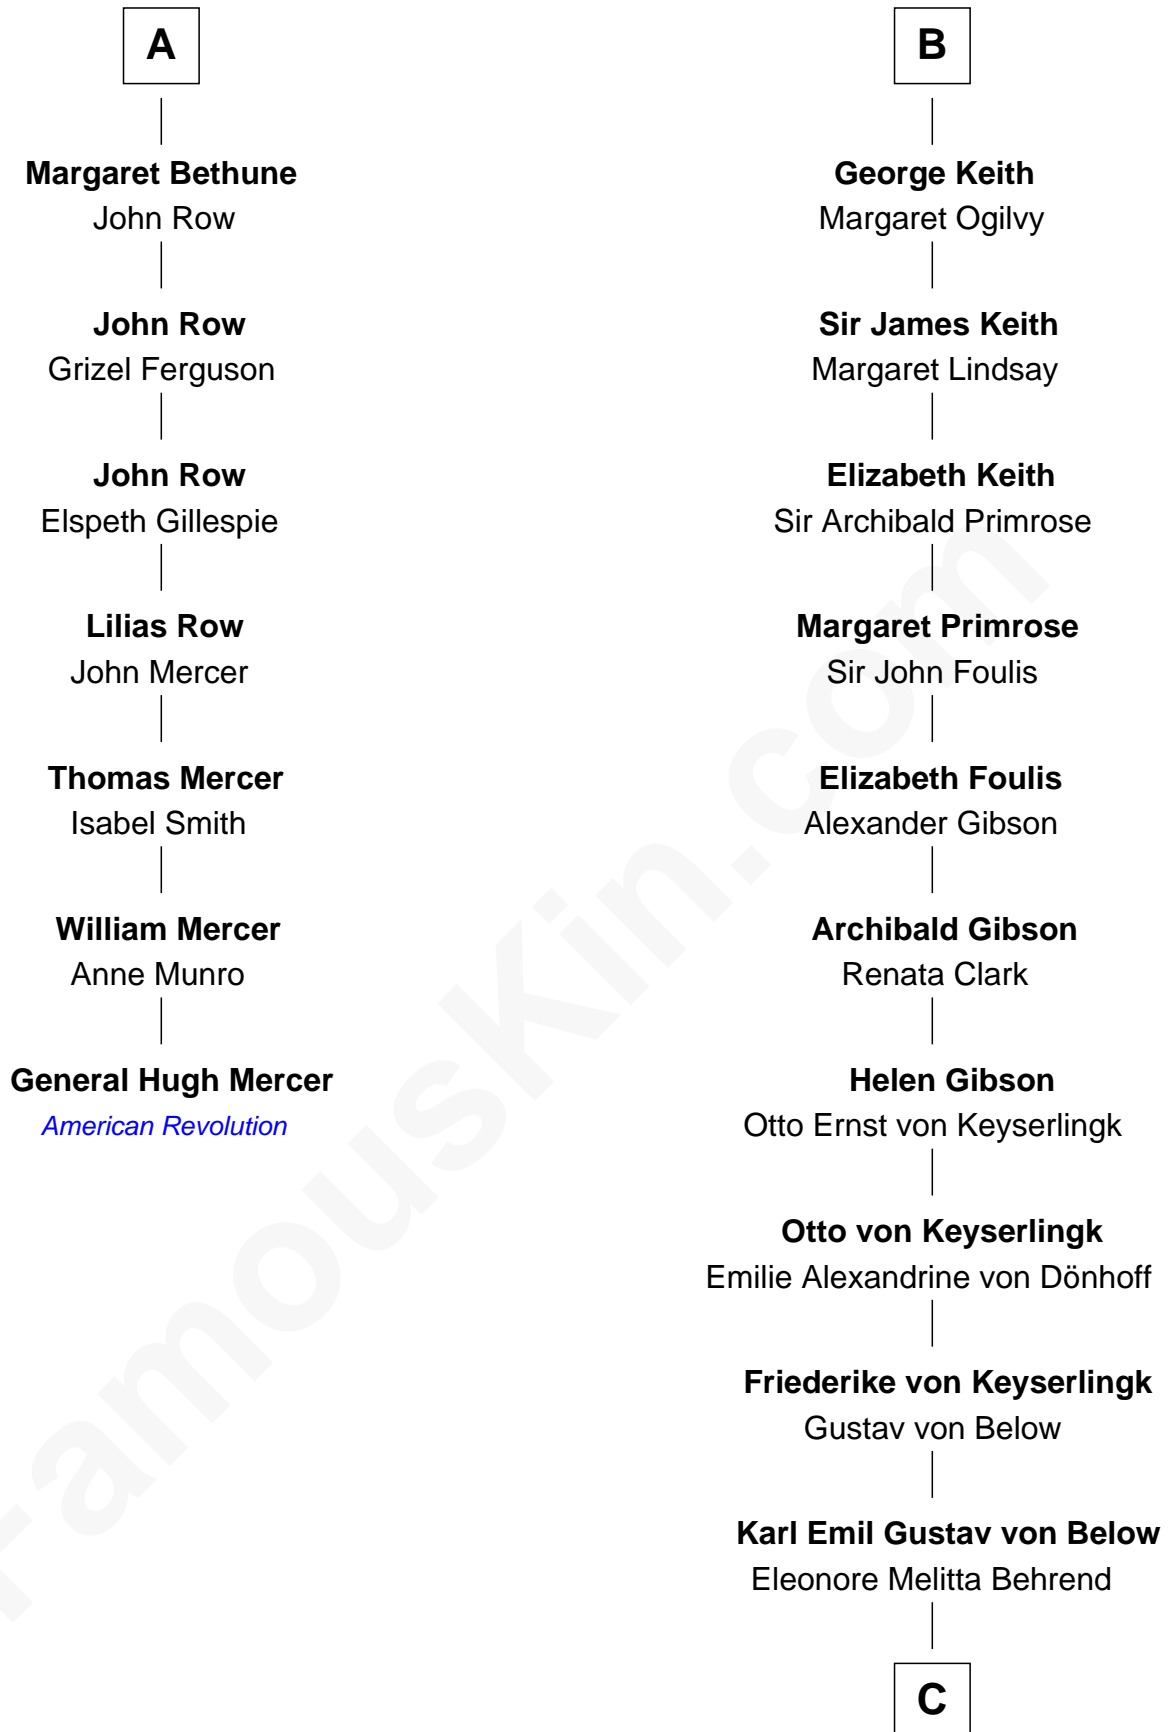 A
Margaret Bethune
John Row
John Row
Grizel Ferguson
John Row
Elspeth Gillespie
Lilias Row
John Mercer
Thomas Mercer
Isabel Smith
William Mercer
Anne Munro
General Hugh Mercer
American Revolution
B
George Keith
Margaret Ogilvy
Sir James Keith
Margaret Lindsay
Elizabeth Keith
Sir Archibald Primrose
Margaret Primrose
Sir John Foulis
Elizabeth Foulis
Alexander Gibson
Archibald Gibson
Renata Clark
Helen Gibson
Otto Ernst von Keyserlingk
Otto von Keyserlingk
Emilie Alexandrine von Dönhoff
Friederike von Keyserlingk
Gustav von Below
Karl Emil Gustav von Below
Eleonore Melitta Behrend
C
FamousKin.com